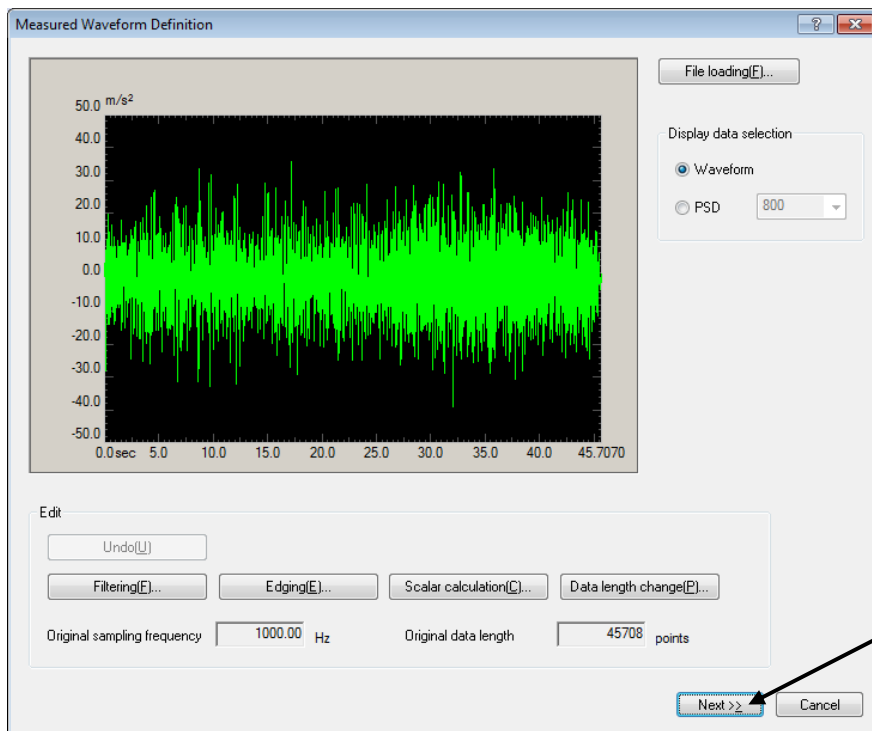 Measured Waveform Definition
File loading(F)...
50.0 m/s²
40.0
30.0
20.0
10.0
0.0
-10.0
-20.0
-30.0
-40.0
-50.0
0.0sec 5.0 10.0 15.0 20.0 25.0 30.0 35.0 40.0 45.7070
Display data selection
Waveform
PSD 800
Edit
Undo(U)
Filtering(F)... Edging(E)... Scalar calculation(C)... Data length change(P)...
Original sampling frequency 1000.00 Hz Original data length 45708 points
Next >> Cancel